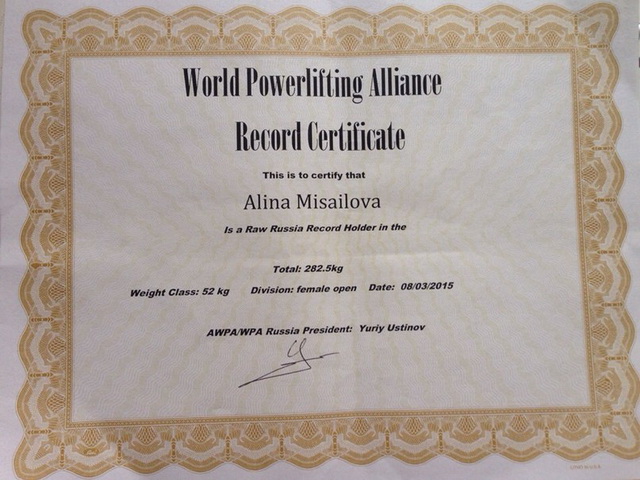 World Powerlifting Alliance
Record Certificate
This is to certify that
Alina Misailova
Is a Raw Russia Record Holder in the
Total: 282.5kg
Weight Class: 52 kg Division: female open Date: 08/03/2015
AWPA/WPA Russia President: Yuriy Ustinov